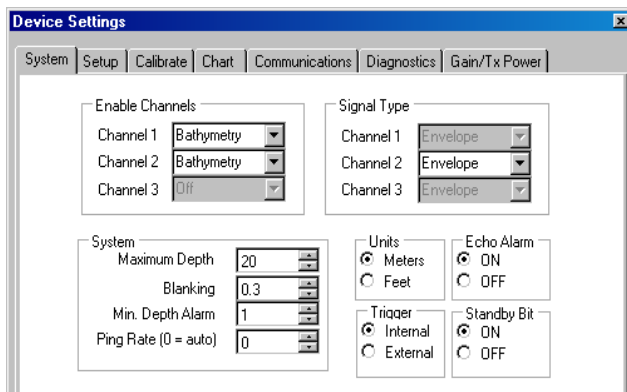 Device Settings
System Setup Calibrate Chart Communications Diagnostics Gain/Tx Power
Enable Channels
Channel 1 Bathymetry
Channel 2 Bathymetry
Channel 3 Off
Signal Type
Channel 1 Envelope
Channel 2 Envelope
Channel 3 Envelope
System
Maximum Depth 20
Blanking 0.3
Min. Depth Alarm 1
Ping Rate (0 = auto) 0
Units
Meters
Feet
Echo Alarm
ON
OFF
Trigger
Internal
External
Standby Bit
ON
OFF